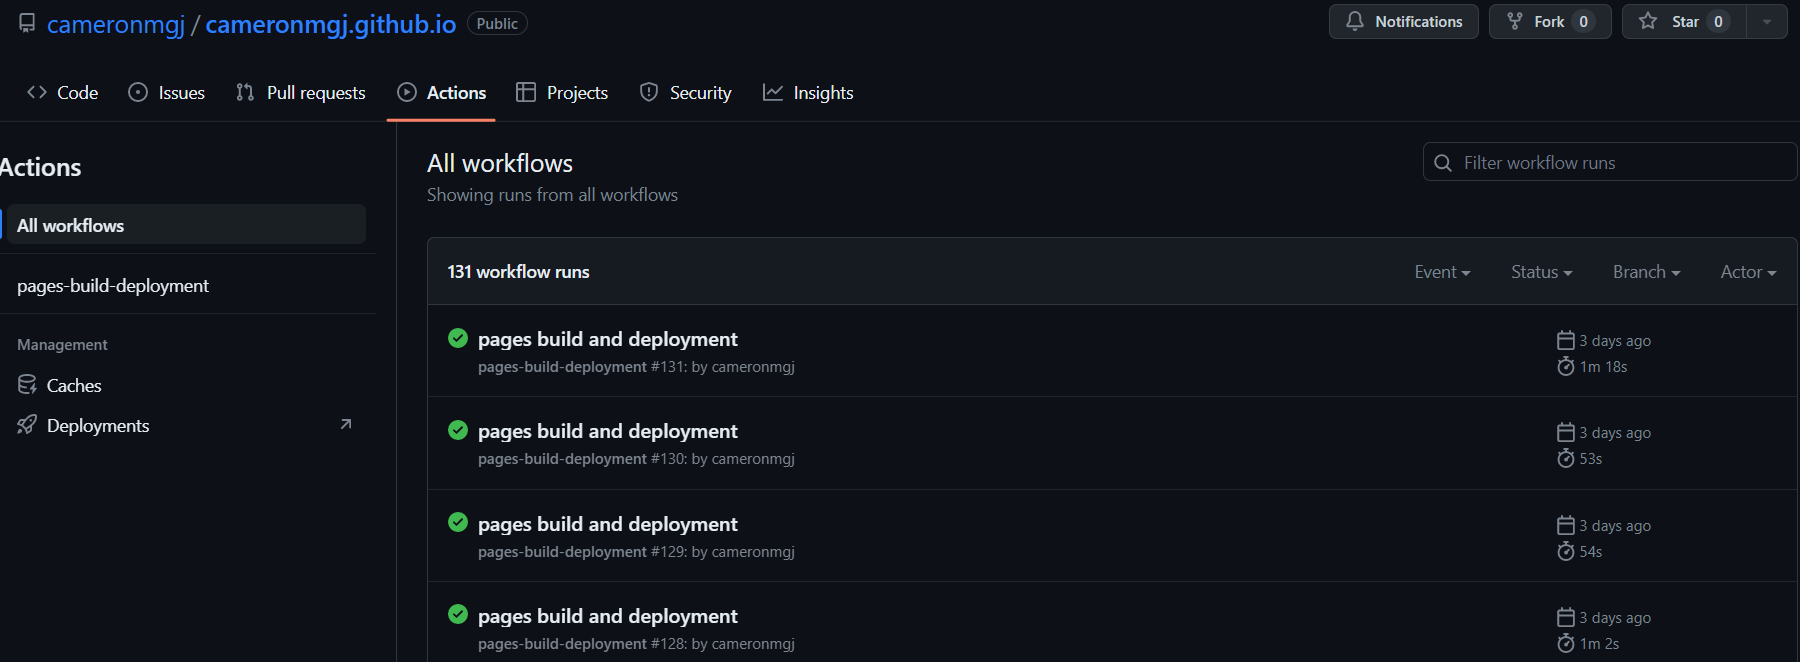 cameronmgj / cameronmgj.github.io Public
Notifications Fork 0 Star 0
Code Issues Pull requests Actions Projects Security Insights
Actions
All workflows
pages-build-deployment
Management
Caches
Deployments
All workflows
Showing runs from all workflows
Filter workflow runs
131 workflow runs
Event Status Branch Actor
pages build and deployment
pages-build-deployment #131: by cameronmgj
3 days ago
1m 18s
pages build and deployment
pages-build-deployment #130: by cameronmgj
3 days ago
53s
pages build and deployment
pages-build-deployment #129: by cameronmgj
3 days ago
54s
pages build and deployment
pages-build-deployment #128: by cameronmgj
3 days ago
1m 2s